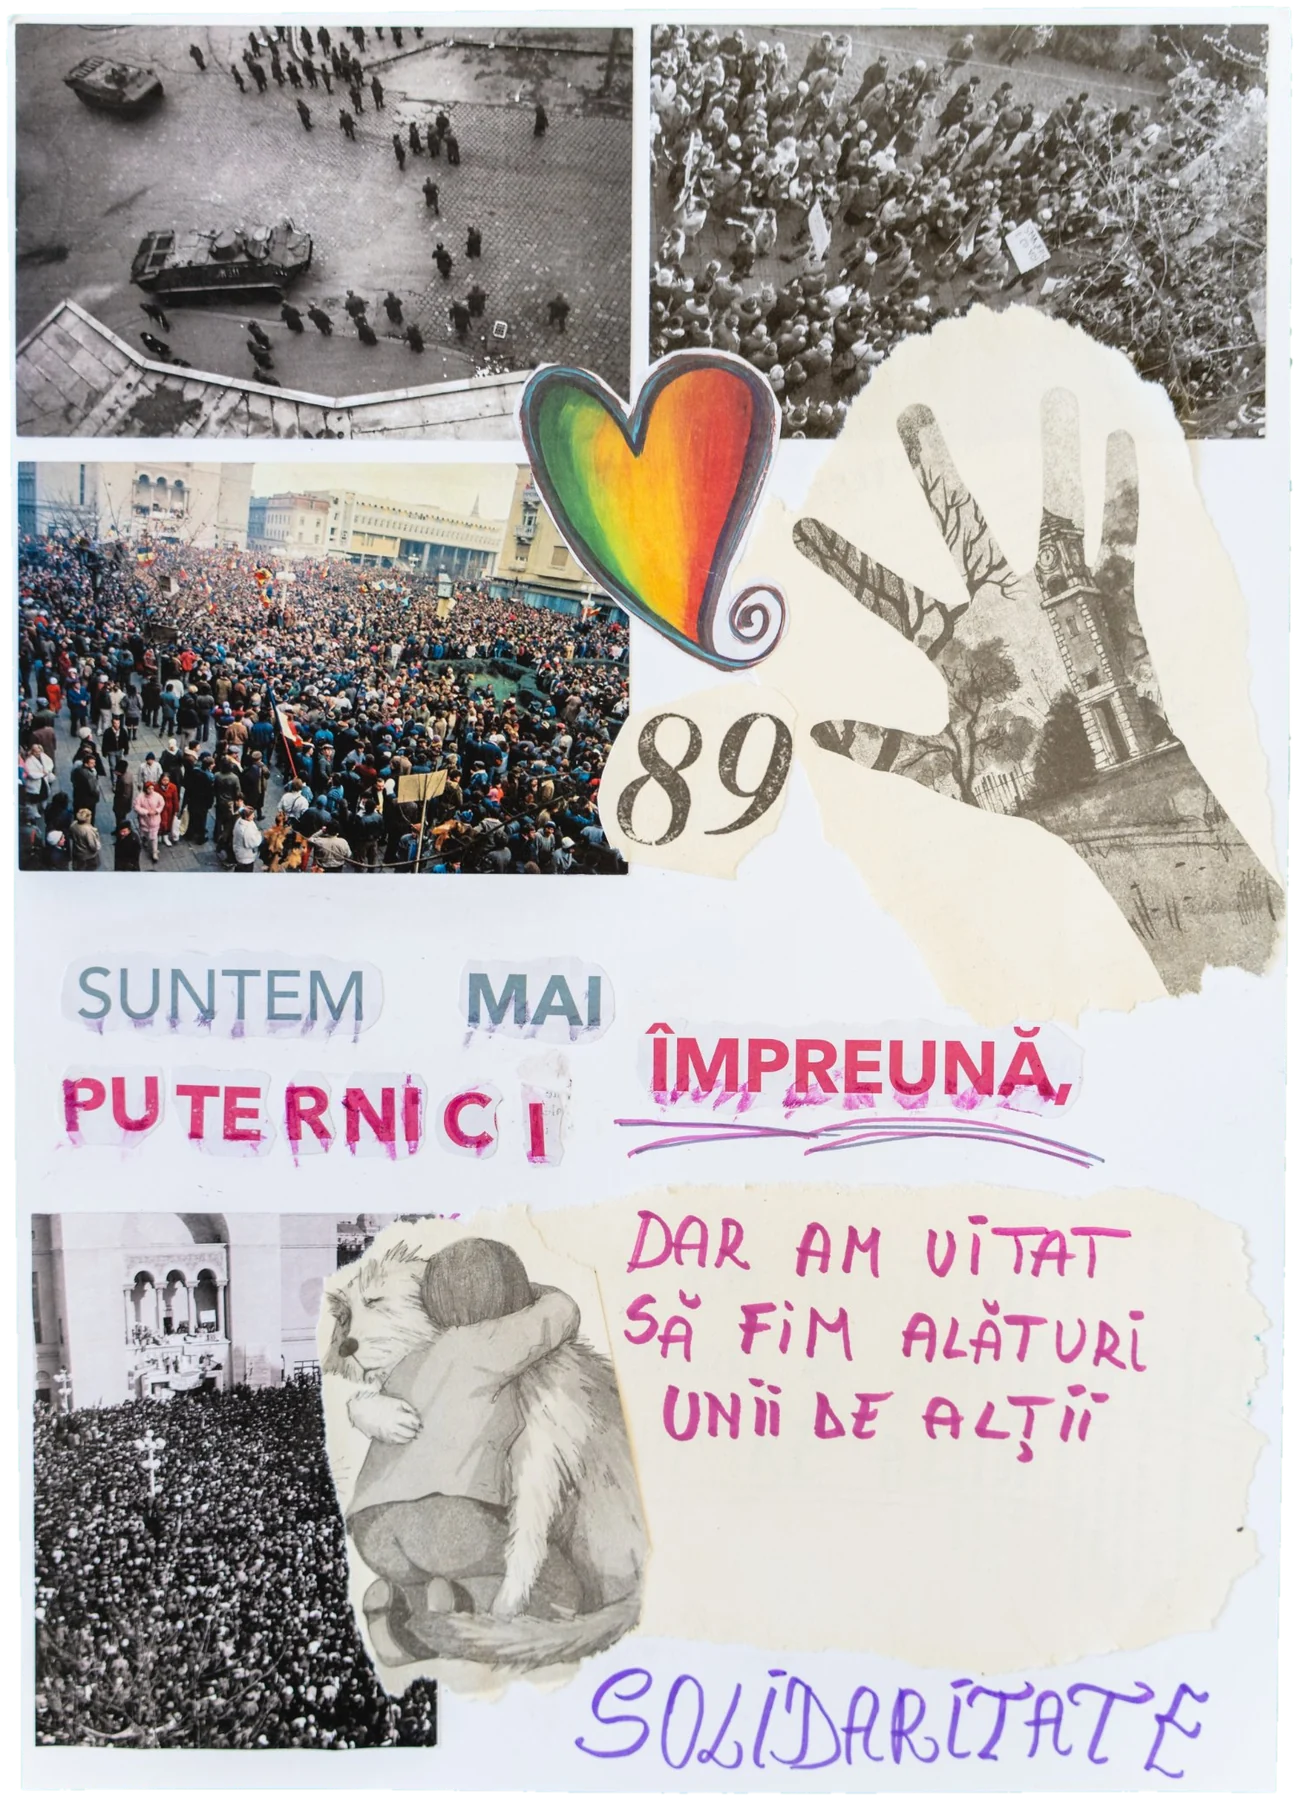 89
SUNTEM MAI
PUTERNICI ÎMPREUNĂ,
DAR AM UITAT
SĂ FIM ALĂTURI
UNII DE ALȚII
SOLIDARITATE